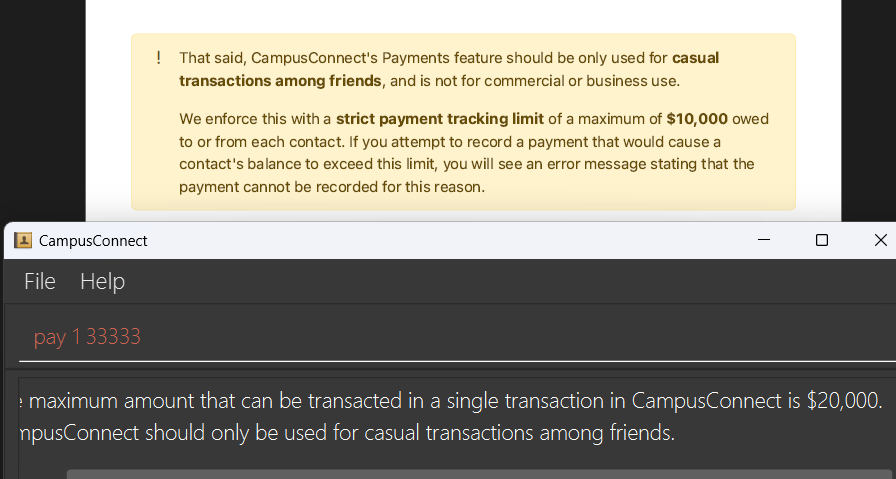 ! That said, CampusConnect's Payments feature should be only used for casual
transactions among friends, and is not for commercial or business use.
We enforce this with a strict payment tracking limit of a maximum of $10,000 owed
to or from each contact. If you attempt to record a payment that would cause a
contact's balance to exceed this limit, you will see an error message stating that the
payment cannot be recorded for this reason.
CampusConnect
File Help
pay 1 33333
maximum amount that can be transacted in a single transaction in CampusConnect is $20,000.
mpusConnect should only be used for casual transactions among friends.